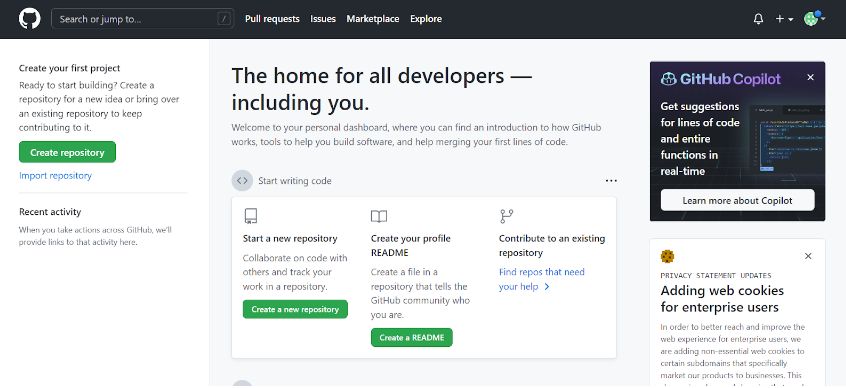 Search or jump to...
/
Pull requests
Issues
Marketplace
Explore
Create your first project
Ready to start building? Create a
repository for a new idea or bring over
an existing repository to keep
contributing to it.
Create repository
Import repository
Recent activity
When you take actions across GitHub, we'll
provide links to that activity here.
The home for all developers —
including you.
Welcome to your personal dashboard, where you can find an introduction to how GitHub
works, tools to help you build software, and help merging your first lines of code.
Start writing code
Start a new repository
Collaborate on code with
others and track your
work in a repository.
Create a new repository
Create your profile
README
Create a file in a
repository that tells the
GitHub community who
you are.
Create a README
Contribute to an existing
repository
Find repos that need
your help
GitHub Copilot
Get suggestions
for lines of code
and entire
functions in
real-time
Learn more about Copilot
PRIVACY STATEMENT UPDATES
Adding web cookies
for enterprise users
In order to better reach and improve the
web experience for enterprise users, we
are adding non-essential web cookies to
certain subdomains that specifically
market our products to businesses. This